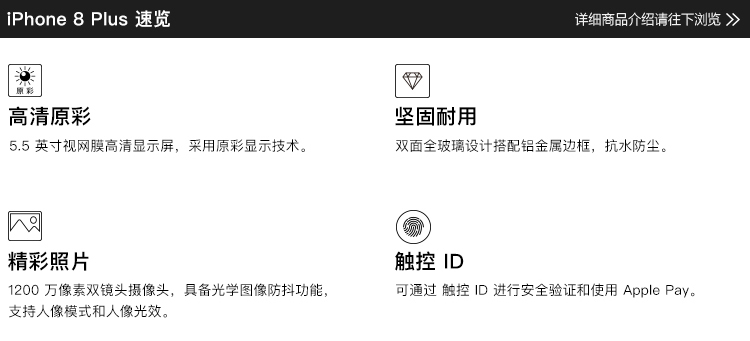 iPhone 8 Plus 速览
详细商品介绍请往下浏览 >>
原彩
高清原彩
5.5 英寸视网膜高清显示屏，采用原彩显示技术。
坚固耐用
双面全玻璃设计搭配铝金属边框，抗水防尘。
精彩照片
1200 万像素双镜头摄像头，具备光学图像防抖功能，
支持人像模式和人像光效。
触控 ID
可通过 触控 ID 进行安全验证和使用 Apple Pay。